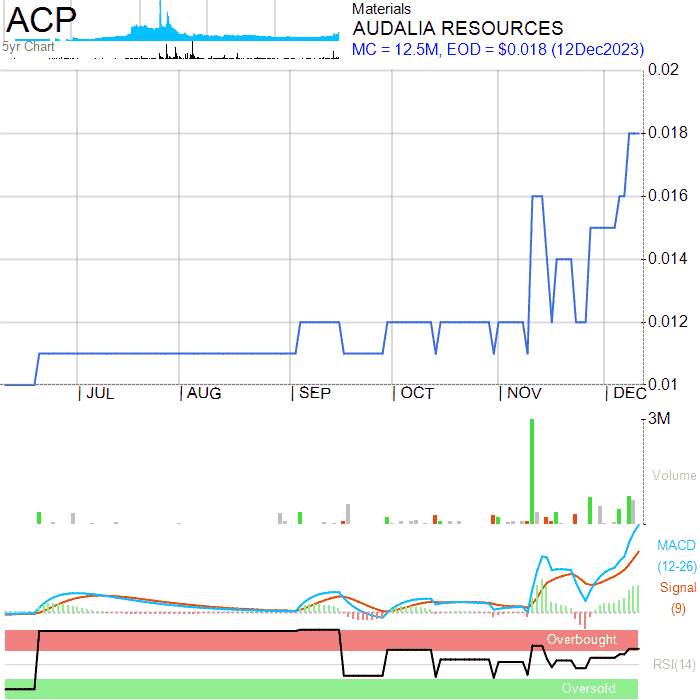 ACP
5yr Chart
Materials
AUDALIA RESOURCES
MC = 12.5M, EOD = $0.018 (12Dec2023)
0.02
0.018
0.016
0.014
0.012
0.01
| JUL | AUG | SEP | OCT | NOV | DEC
3M
Volume
MACD
(12-26)
Signal
(9)
Overbought
RSI(14)
Oversold